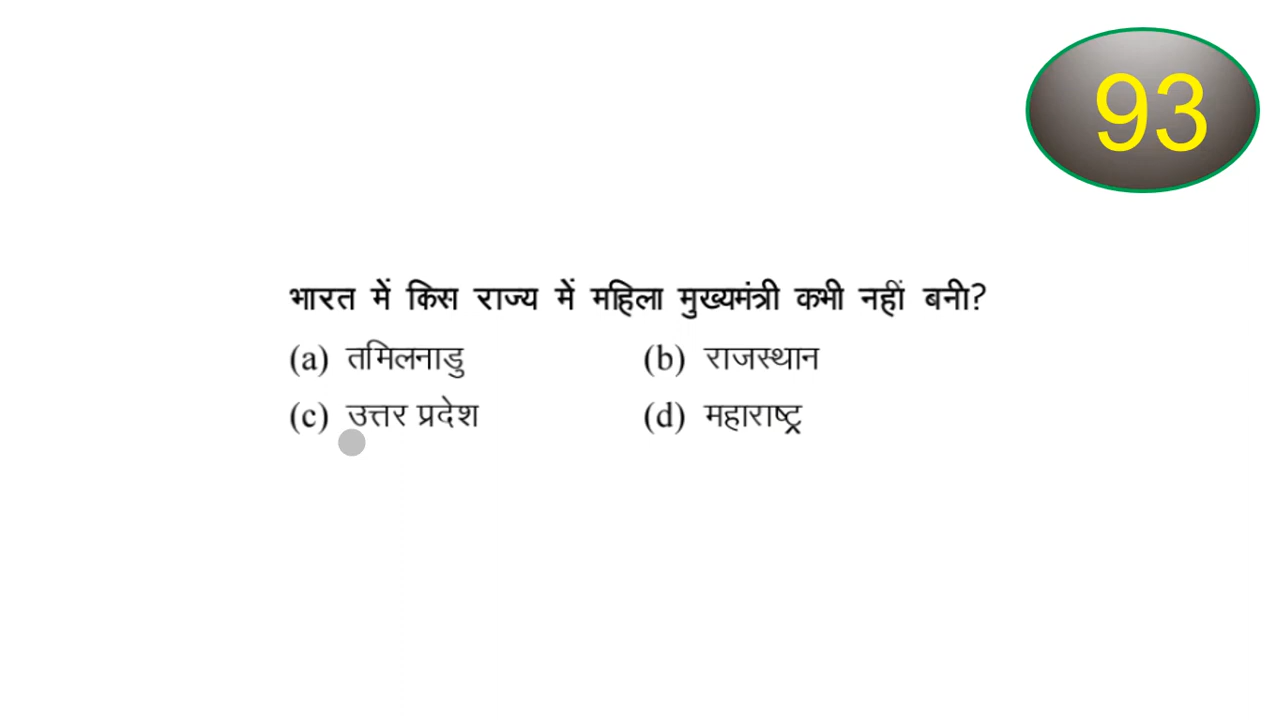 93
भारत में किस राज्य में महिला मुख्यमंत्री कभी नहीं बनी?
(a) तमिलनाडु (b) राजस्थान
(c) उत्तर प्रदेश (d) महाराष्ट्र